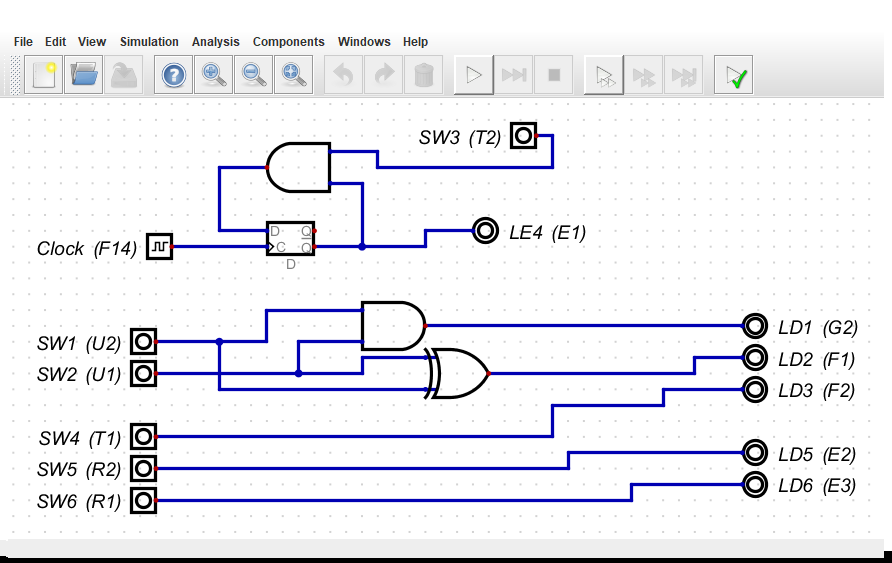 File Edit View Simulation Analysis Components Windows Help
SW3 (T2)
D Q
C Q
D
Clock (F14)
LE4 (E1)
SW1 (U2)
SW2 (U1)
LD1 (G2)
LD2 (F1)
LD3 (F2)
SW4 (T1)
SW5 (R2)
SW6 (R1)
LD5 (E2)
LD6 (E3)